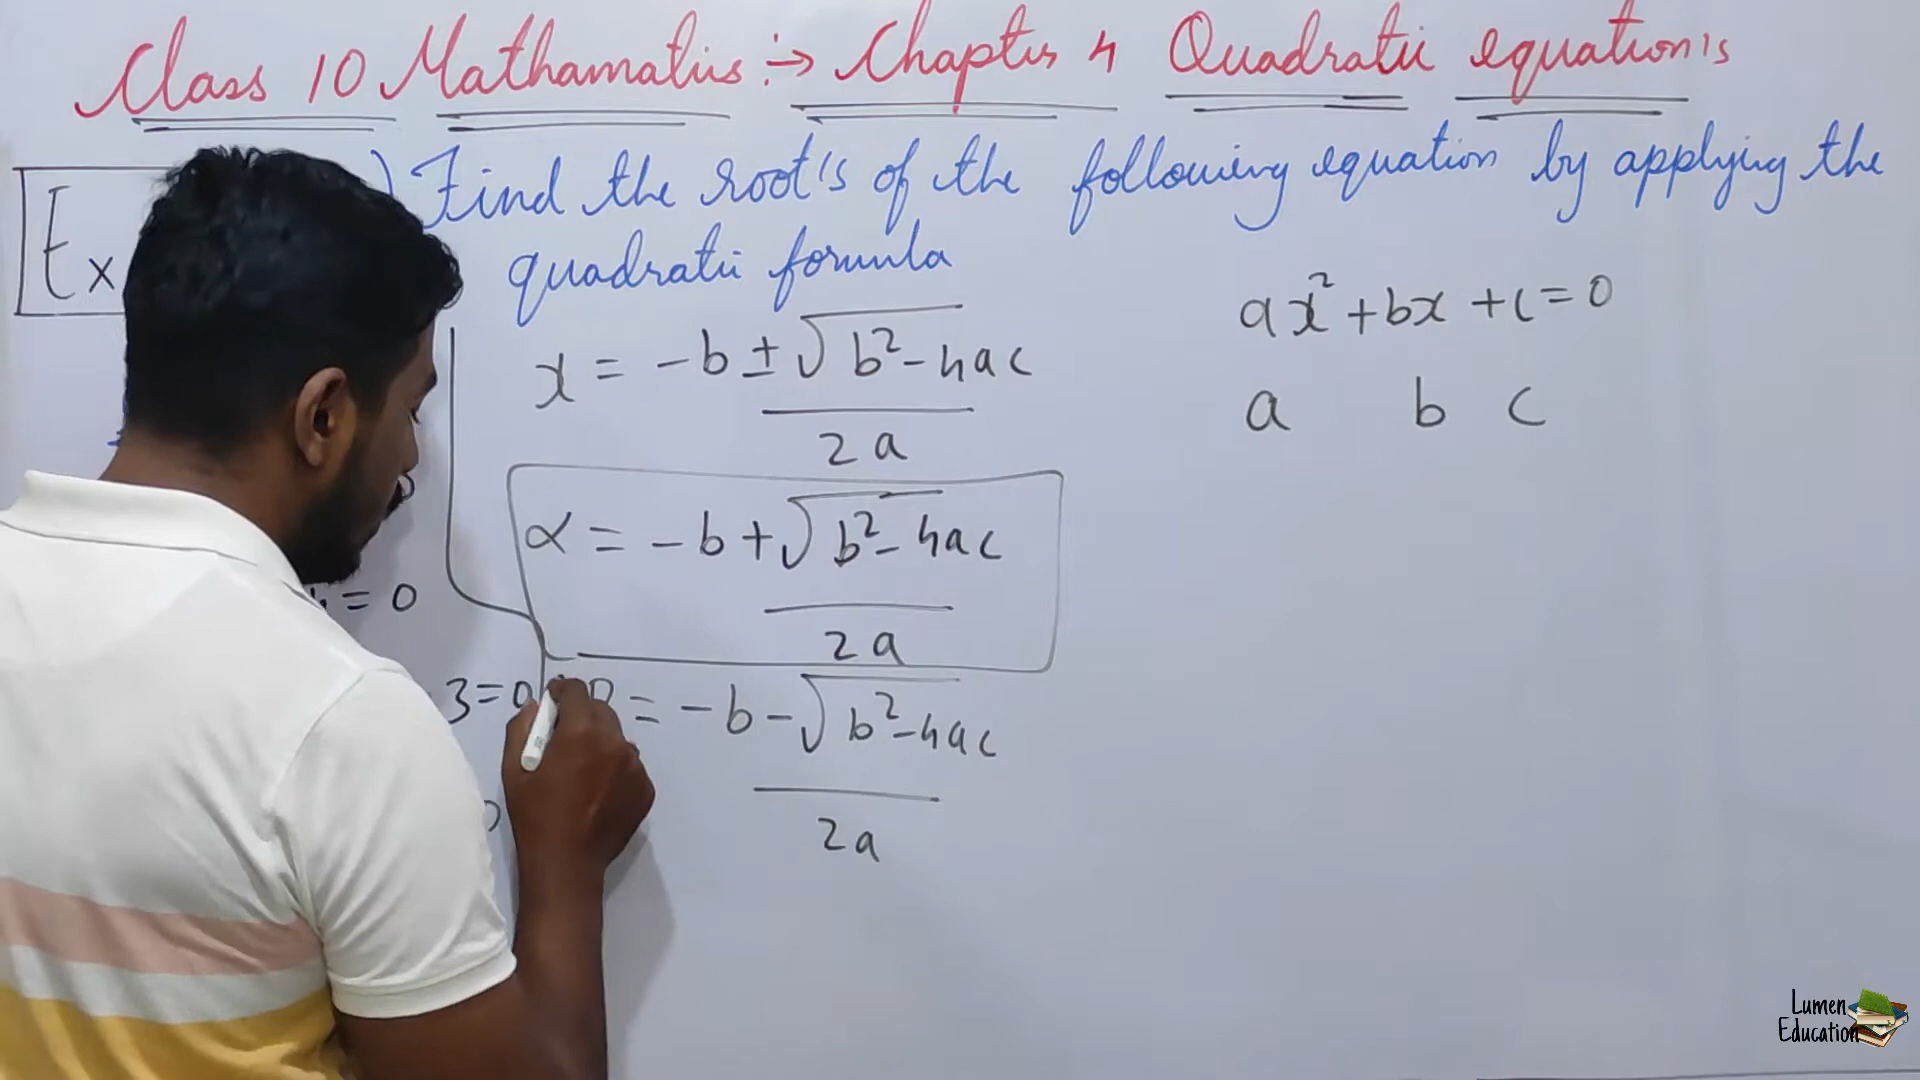 Class 10 Mathamatics :→ Chapter 4 Quadratic equation's
Ex
) Find the root's of the following equation by applying the
quadratic formula
x = -b ± √b² - 4ac
2a
ax² + bx + c = 0
a b c
α = -b + √b² - 4ac
2a
= 0
3 = 0
= -b - √b² - 4ac
2a
Lumen
Education